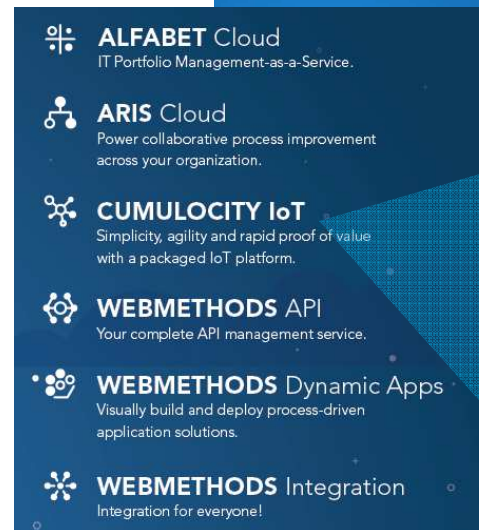 ALFABET Cloud
IT Portfolio Management-as-a-Service.
ARIS Cloud
Power collaborative process improvement
across your organization.
CUMULOCITY IoT
Simplicity, agility and rapid proof of value
with a packaged IoT platform.
WEBMETHODS API
Your complete API management service.
WEBMETHODS Dynamic Apps
Visually build and deploy process-driven
application solutions.
WEBMETHODS Integration
Integration for everyone!